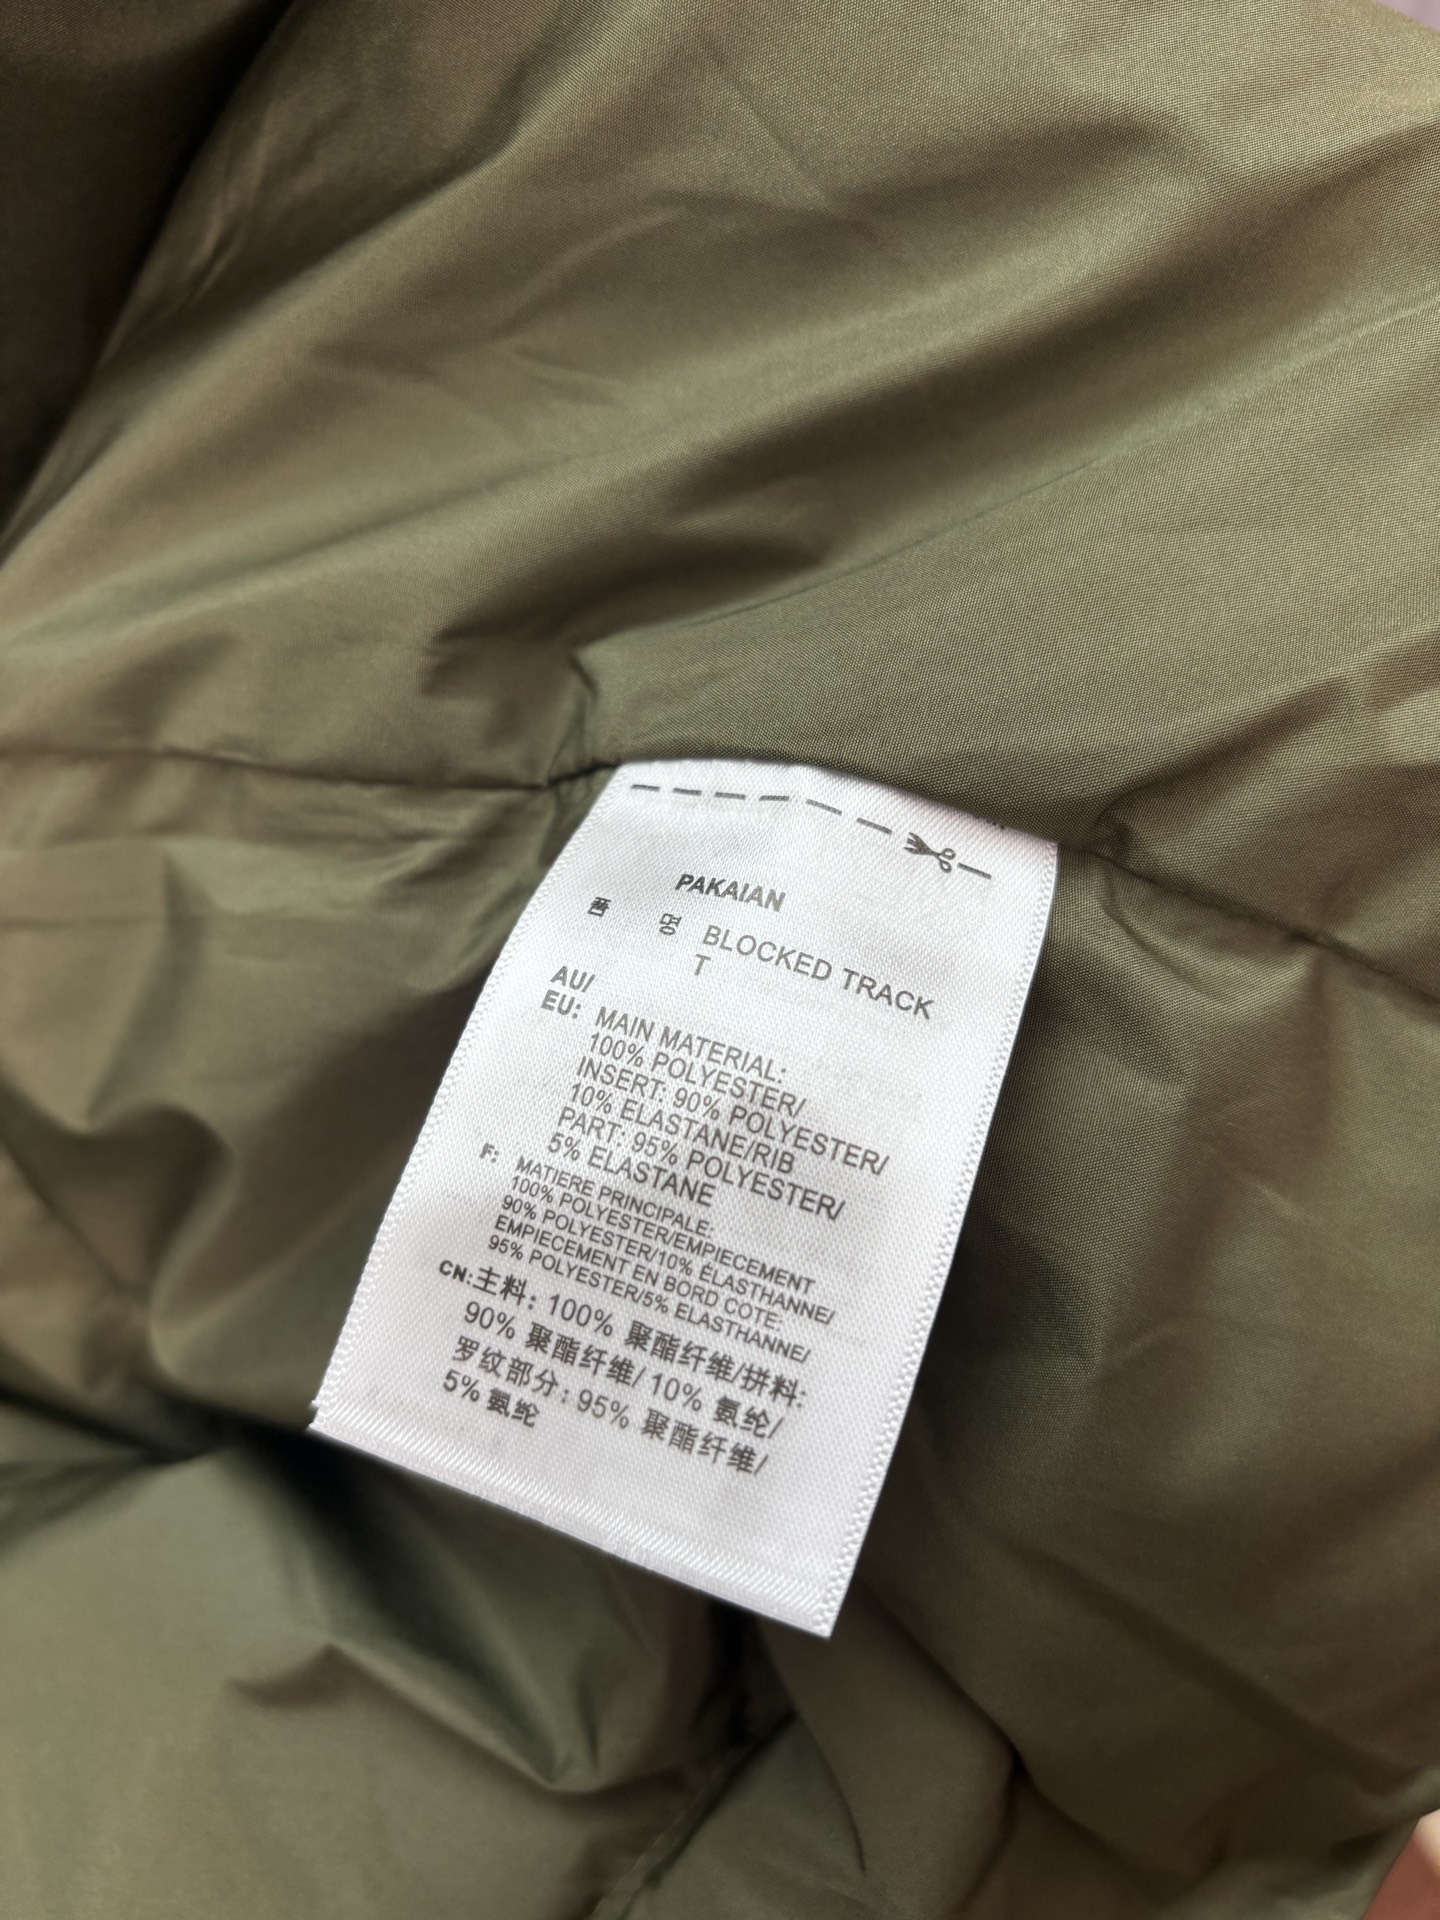 PAKAIAN
품 명 BLOCKED TRACK
T
AU/
EU: MAIN MATERIAL:
100% POLYESTER/
INSERT: 90% POLYESTER/
10% ELASTANE/RIB
PART: 95% POLYESTER/
5% ELASTANE
F: MATIERE PRINCIPALE:
100% POLYESTER/EMPIECEMENT
90% POLYESTER/10% ÉLASTHANNE/
EMPIECEMENT EN BORD COTE:
95% POLYESTER/5% ELASTHANNE/
CN:主料: 100% 聚酯纤维/拼料:
90% 聚酯纤维/ 10% 氨纶/
罗纹部分: 95% 聚酯纤维/
5% 氨纶